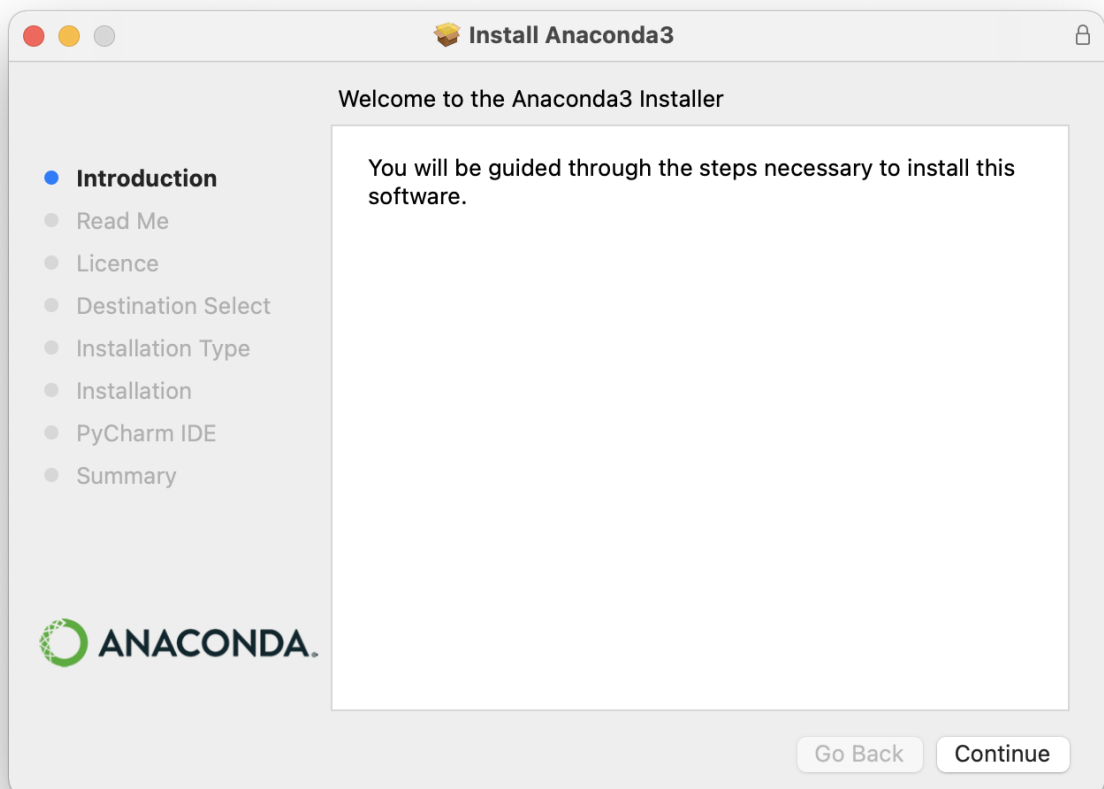 Install Anaconda3
Welcome to the Anaconda3 Installer
Introduction
Read Me
Licence
Destination Select
Installation Type
Installation
PyCharm IDE
Summary
ANACONDA.
You will be guided through the steps necessary to install this
software.
Go Back
Continue